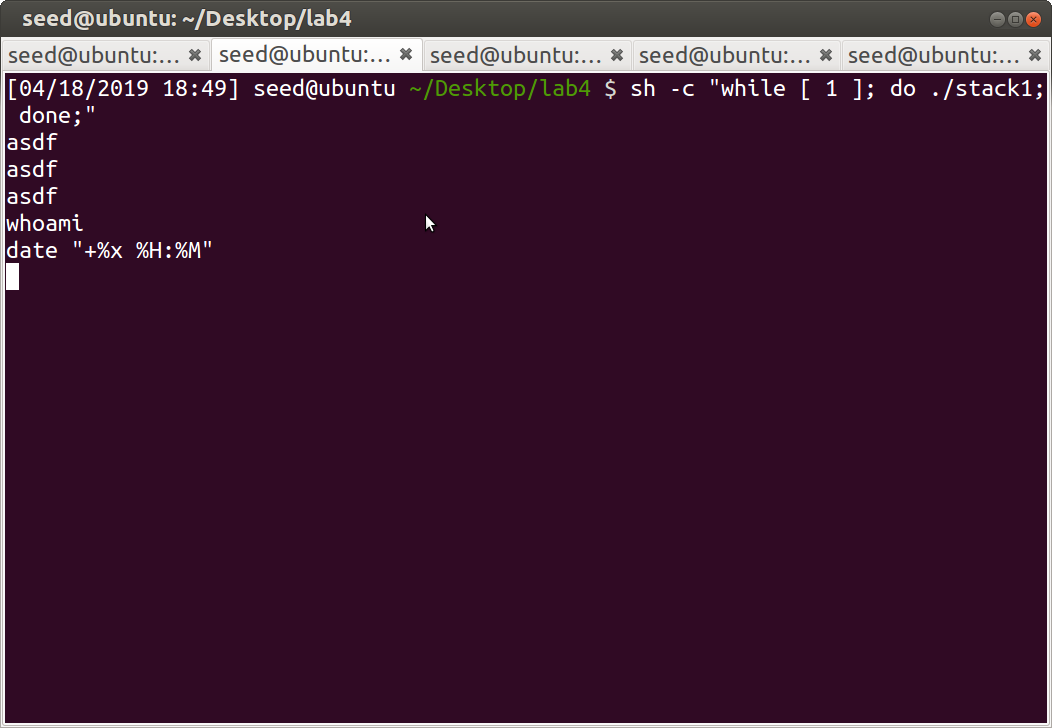 seed@ubuntu: ~/Desktop/lab4
seed@ubuntu:... seed@ubuntu:... seed@ubuntu:... seed@ubuntu:... seed@ubuntu:...
[04/18/2019 18:49] seed@ubuntu ~/Desktop/lab4 $ sh -c "while [ 1 ]; do ./stack1;
 done;"
asdf
asdf
asdf
whoami
date "+%x %H:%M"